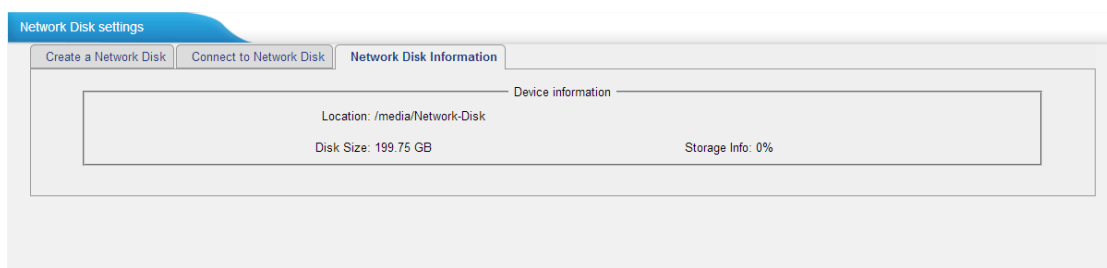 Network Disk settings
Create a Network Disk Connect to Network Disk Network Disk Information
Device information
Location: /media/Network-Disk
Disk Size: 199.75 GB Storage Info: 0%